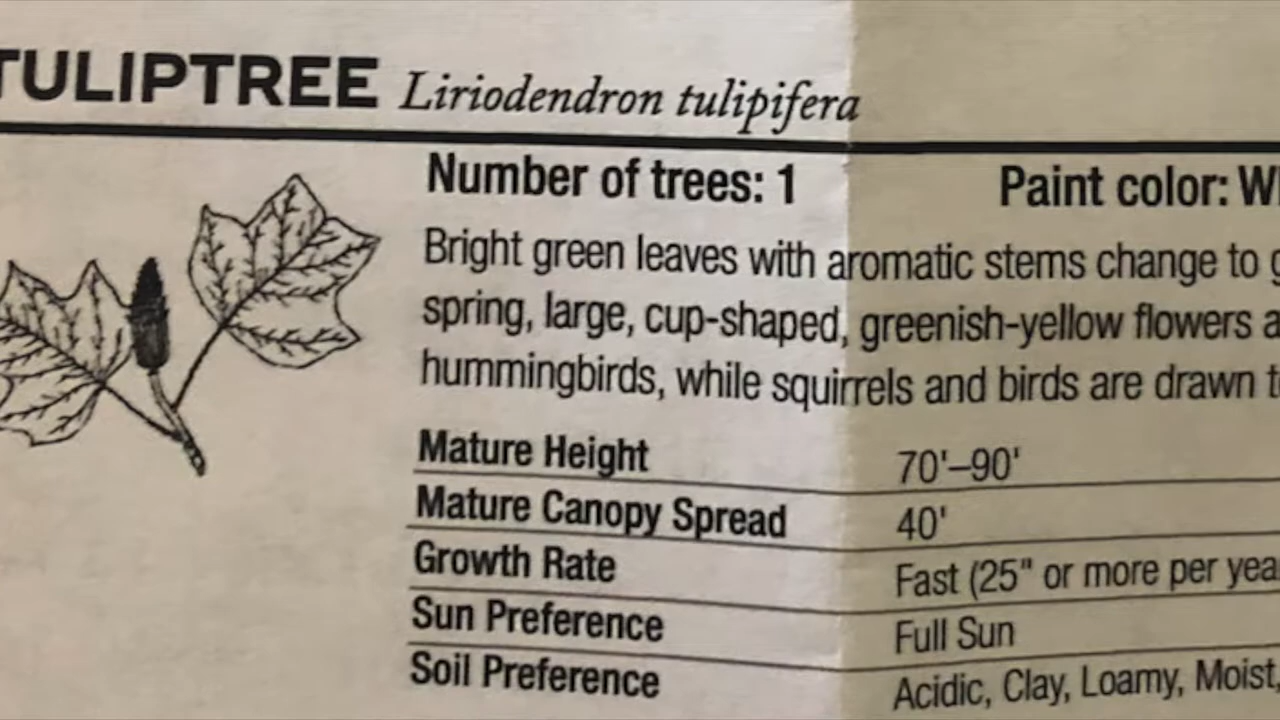 TULIPTREE Liriodendron tulipifera
Number of trees: 1 Paint color:
Bright green leaves with aromatic stems change to
spring, large, cup-shaped, greenish-yellow flowers
hummingbirds, while squirrels and birds are drawn
Mature Height 70'–90'
Mature Canopy Spread 40'
Growth Rate Fast (25" or more per
Sun Preference Full Sun
Soil Preference Acidic, Clay, Loamy, Moist,